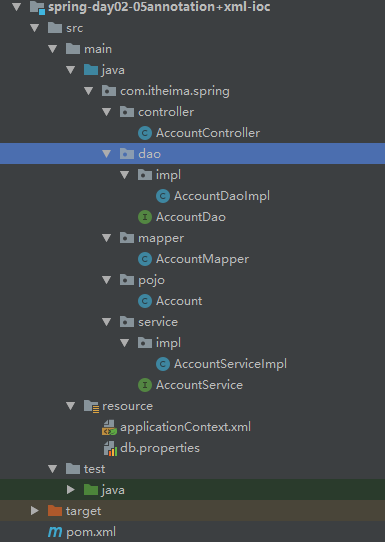 spring-day02-05annotation+xml-ioc
src
main
java
com.itheima.spring
controller
AccountController
dao
impl
AccountDaoImpl
AccountDao
mapper
AccountMapper
pojo
Account
service
impl
AccountServiceImpl
AccountService
resource
applicationContext.xml
db.properties
test
java
target
pom.xml